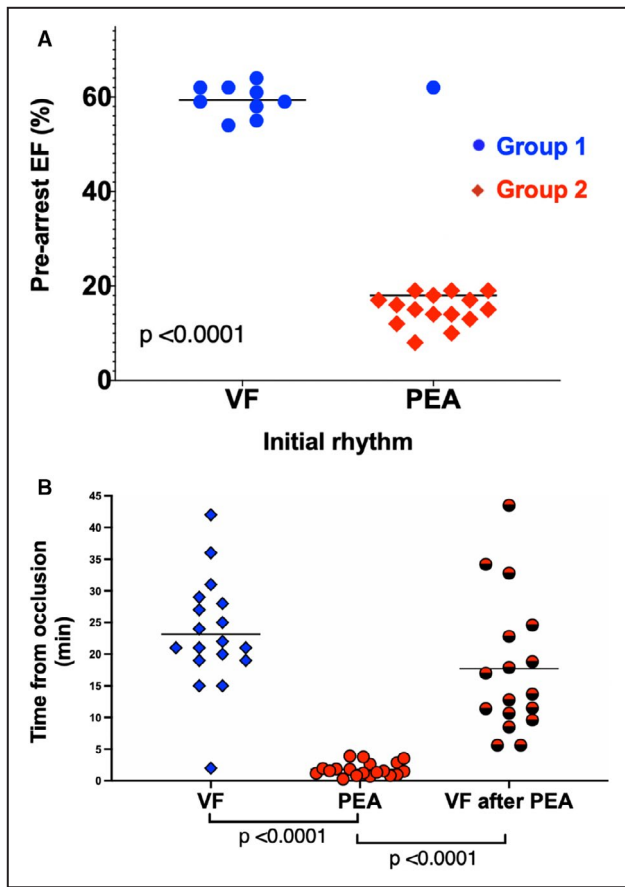 A
Pre-arrest EF (%)
60
40
20
0
Group 1
Group 2
p <0.0001
VF
PEA
Initial rhythm
B
Time from occlusion
(min)
45
40
35
30
25
20
15
10
5
0
VF
PEA
VF after PEA
p <0.0001
p <0.0001